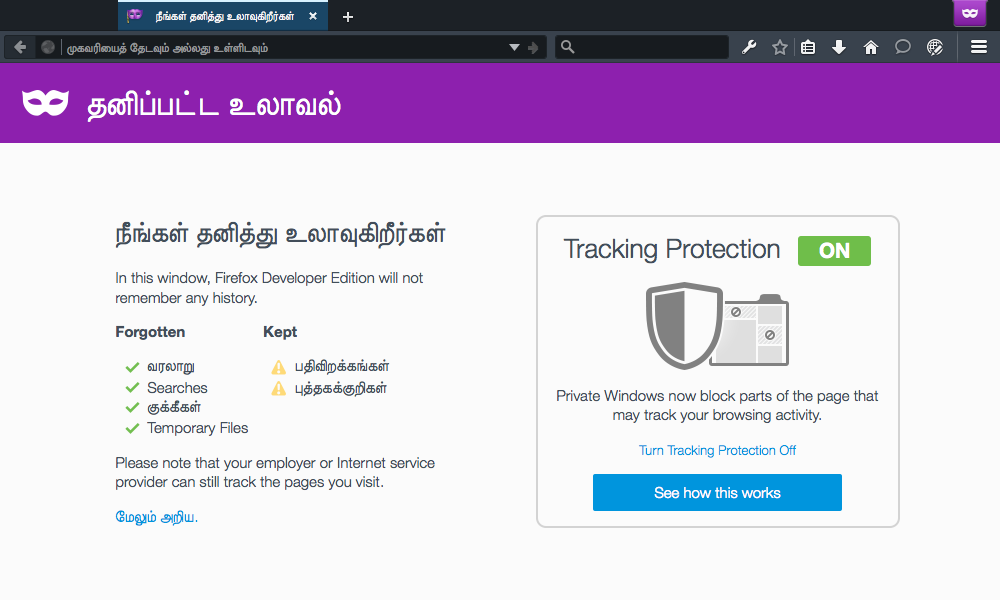 நீங்கள் தனித்து உலாவுகிறீர்கள்
முகவரியைத் தேடவும் அல்லது உள்ளிடவும்
தனிப்பட்ட உலாவல்
நீங்கள் தனித்து உலாவுகிறீர்கள்
In this window, Firefox Developer Edition will not
remember any history.
Forgotten Kept
வரலாறு பதிவிறக்கங்கள்
Searches புத்தகக்குறிகள்
குக்கீகள்
Temporary Files
Please note that your employer or Internet service
provider can still track the pages you visit.
மேலும் அறிய.
Tracking Protection ON
Private Windows now block parts of the page that
may track your browsing activity.
Turn Tracking Protection Off
See how this works